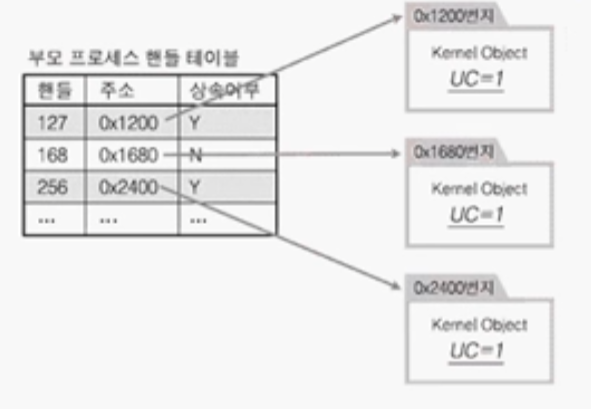 부모 프로세스 핸들 테이블
핸들 주소 상속여부
127 0x1200 Y
168 0x1680 N
256 0x2400 Y
... ... ...
0x1200번지
Kernel Object
UC=1
0x1680번지
Kernel Object
UC=1
0x2400번지
Kernel Object
UC=1